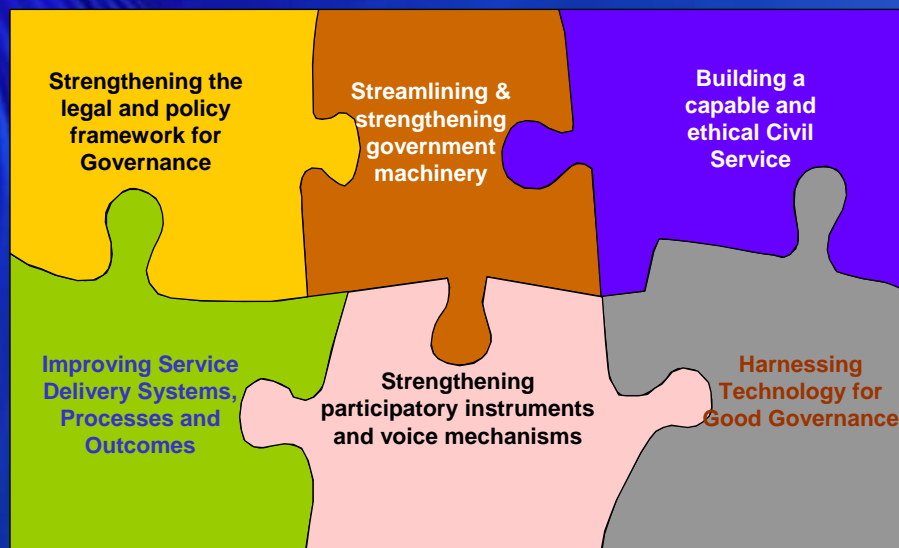 Strengthening the
legal and policy
framework for
Governance
Streamlining &
strengthening
government
machinery
Building a
capable and
ethical Civil
Service
Improving Service
Delivery Systems,
Processes and
Outcomes
Strengthening
participatory instruments
and voice mechanisms
Harnessing
Technology for
Good Governance